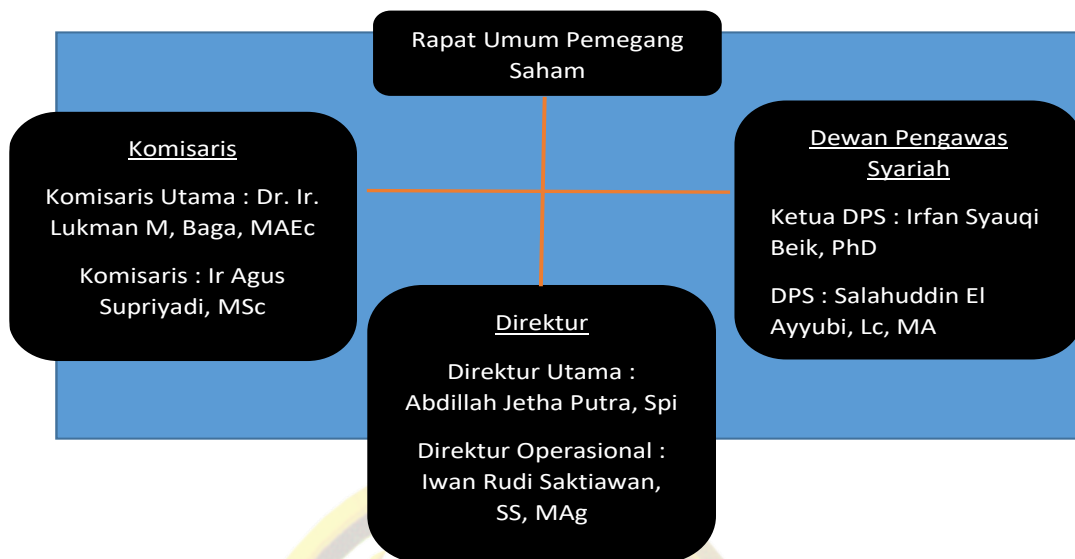 Rapat Umum Pemegang
Saham
Komisaris
Komisaris Utama : Dr. Ir.
Lukman M, Baga, MAEc
Komisaris : Ir Agus
Supriyadi, MSc
Dewan Pengawas
Syariah
Ketua DPS : Irfan Syauqi
Beik, PhD
DPS : Salahuddin El
Ayyubi, Lc, MA
Direktur
Direktur Utama :
Abdillah Jetha Putra, Spi
Direktur Operasional :
Iwan Rudi Saktiawan,
SS, MAg